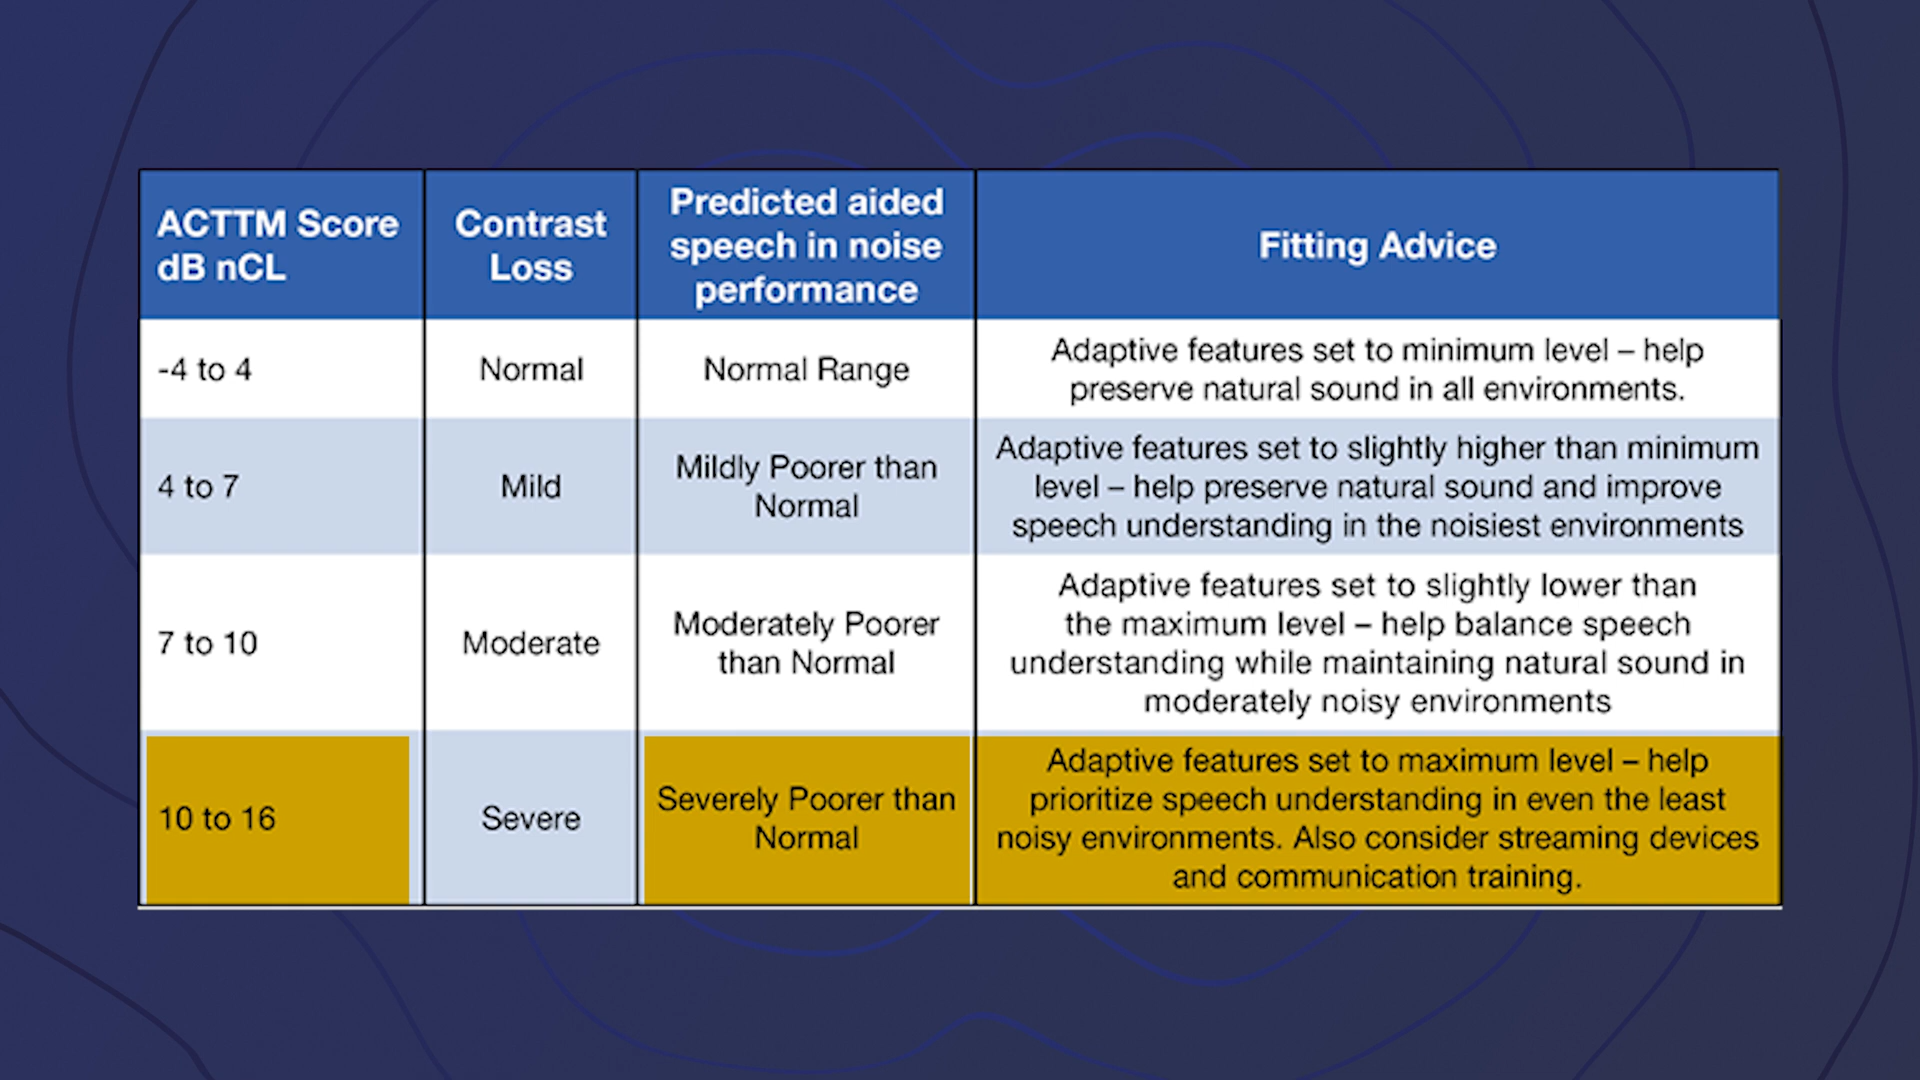 ACTTM Score
dB nCL
Contrast
Loss
Predicted aided
speech in noise
performance
Fitting Advice
-4 to 4
Normal
Normal Range
Adaptive features set to minimum level – help
preserve natural sound in all environments.
4 to 7
Mild
Mildly Poorer than
Normal
Adaptive features set to slightly higher than minimum
level – help preserve natural sound and improve
speech understanding in the noisiest environments
7 to 10
Moderate
Moderately Poorer
than Normal
Adaptive features set to slightly lower than
the maximum level – help balance speech
understanding while maintaining natural sound in
moderately noisy environments
10 to 16
Severe
Severely Poorer than
Normal
Adaptive features set to maximum level – help
prioritize speech understanding in even the least
noisy environments. Also consider streaming devices
and communication training.